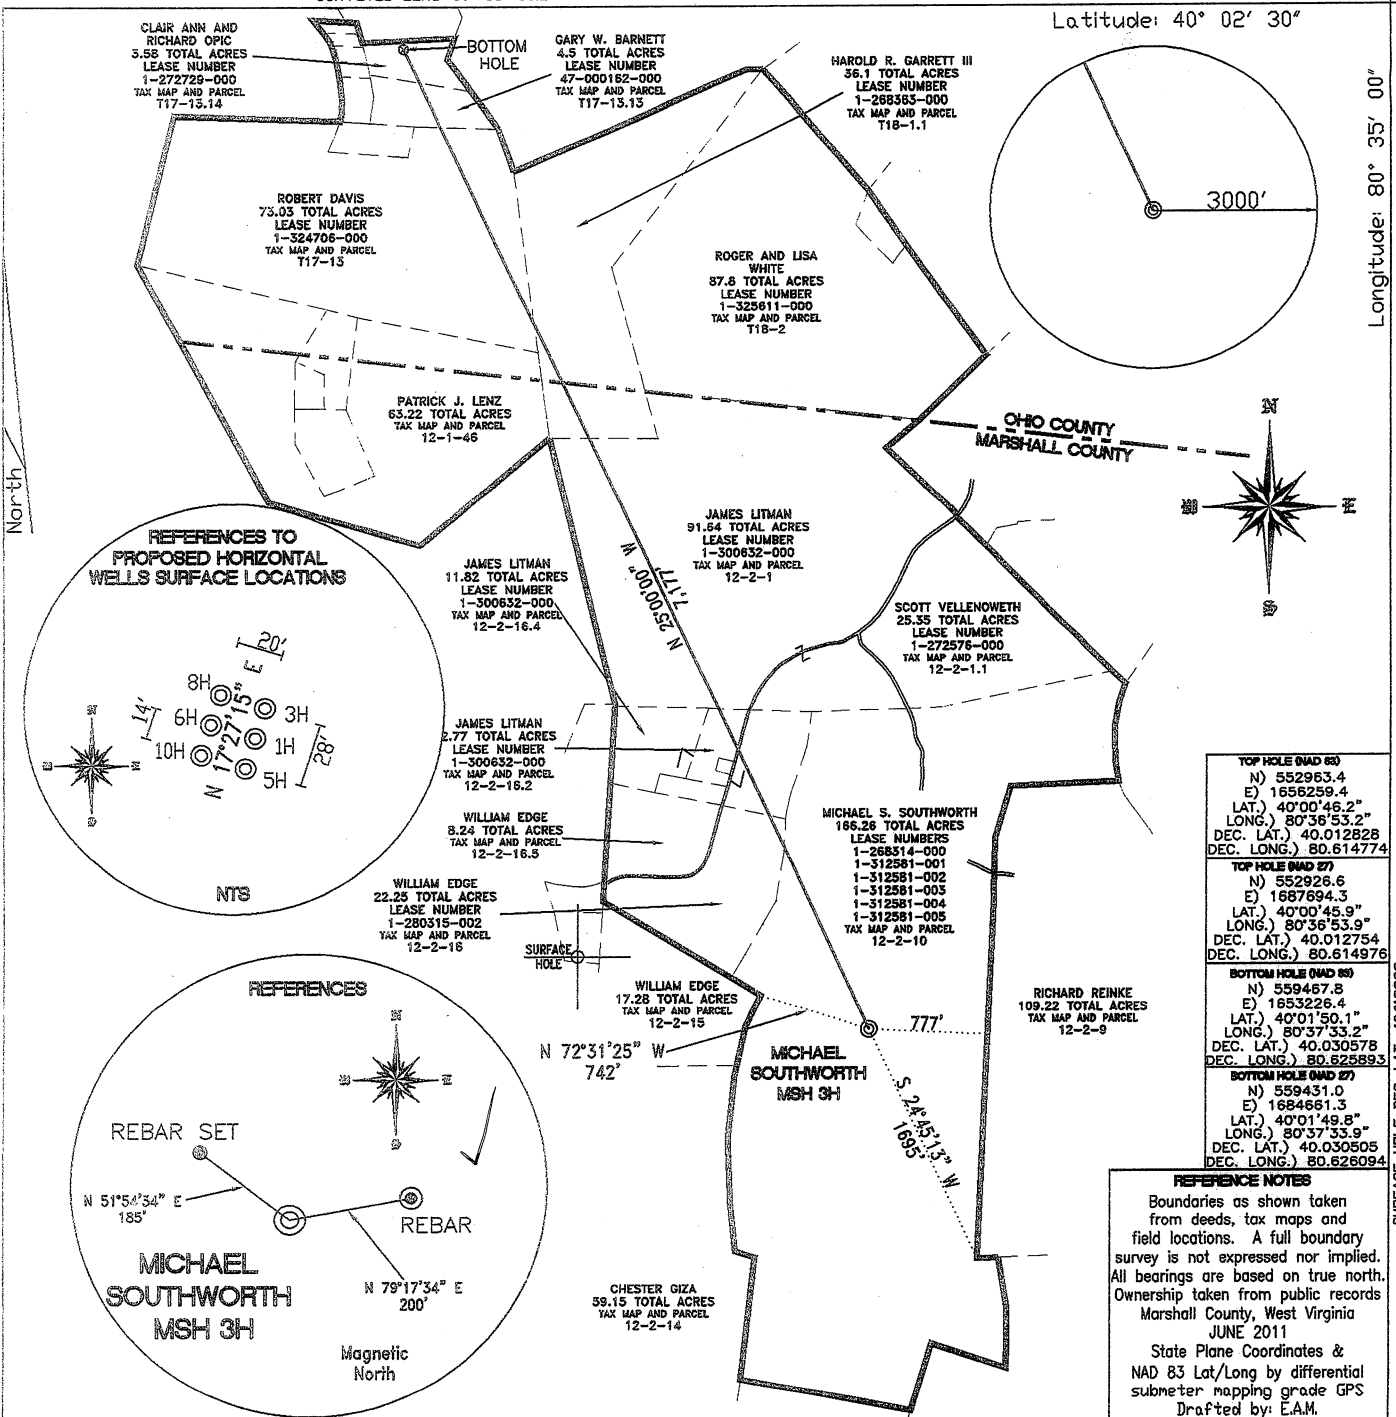 Latitude: 40° 02' 30"
Longitude: 80° 35' 00"
CLAIR ANN AND
RICHARD OPIC
3.58 TOTAL ACRES
LEASE NUMBER
1-272729-000
TAX MAP AND PARCEL
T17-13.14
BOTTOM
HOLE
GARY W. BARNETT
4.5 TOTAL ACRES
LEASE NUMBER
47-000162-000
TAX MAP AND PARCEL
T17-13.13
HAROLD R. GARRETT III
36.1 TOTAL ACRES
LEASE NUMBER
1-268363-000
TAX MAP AND PARCEL
T18-1.1
3000'
ROBERT DAVIS
73.03 TOTAL ACRES
LEASE NUMBER
1-324706-000
TAX MAP AND PARCEL
T17-13
ROGER AND LISA
WHITE
87.8 TOTAL ACRES
LEASE NUMBER
1-325611-000
TAX MAP AND PARCEL
T18-2
PATRICK J. LENZ
63.22 TOTAL ACRES
TAX MAP AND PARCEL
12-1-46
OHIO COUNTY
MARSHALL COUNTY
N
W
E
S
North
REFERENCES TO
PROPOSED HORIZONTAL
WELLS SURFACE LOCATIONS
20'
8H
3H
14'
6H
1H
10H
5H
28'
N 17°27'15" E
NTS
JAMES LITMAN
91.64 TOTAL ACRES
LEASE NUMBER
1-300632-000
TAX MAP AND PARCEL
12-2-1
JAMES LITMAN
11.82 TOTAL ACRES
LEASE NUMBER
1-300632-000
TAX MAP AND PARCEL
12-2-16.4
N 25°00'00" W
7,177'
SCOTT VELLENOWETH
25.35 TOTAL ACRES
LEASE NUMBER
1-272576-000
TAX MAP AND PARCEL
12-2-1.1
JAMES LITMAN
2.77 TOTAL ACRES
LEASE NUMBER
1-300632-000
TAX MAP AND PARCEL
12-2-16.2
WILLIAM EDGE
8.24 TOTAL ACRES
TAX MAP AND PARCEL
12-2-16.5
WILLIAM EDGE
22.25 TOTAL ACRES
LEASE NUMBER
1-280315-002
TAX MAP AND PARCEL
12-2-16
MICHAEL S. SOUTHWORTH
166.26 TOTAL ACRES
LEASE NUMBERS
1-268314-000
1-312581-001
1-312581-002
1-312581-003
1-312581-004
1-312581-005
TAX MAP AND PARCEL
12-2-10
SURFACE
HOLE
WILLIAM EDGE
17.28 TOTAL ACRES
TAX MAP AND PARCEL
12-2-15
RICHARD REINKE
109.22 TOTAL ACRES
TAX MAP AND PARCEL
12-2-9
777'
N 72°31'25" W
742'
MICHAEL
SOUTHWORTH
MSH 3H
S 24°45'13" W
1695'
CHESTER GIZA
59.15 TOTAL ACRES
TAX MAP AND PARCEL
12-2-14
REFERENCES
REBAR SET
N 51°54'34" E
185'
REBAR
N 79°17'34" E
200'
MICHAEL
SOUTHWORTH
MSH 3H
Magnetic
North
TOP HOLE (NAD 83)
N) 552963.4
E) 1656259.4
LAT.) 40°00'46.2"
LONG.) 80°36'53.2"
DEC. LAT.) 40.012828
DEC. LONG.) 80.614774
TOP HOLE (NAD 27)
N) 552926.6
E) 1687694.3
LAT.) 40°00'45.9"
LONG.) 80°36'53.9"
DEC. LAT.) 40.012754
DEC. LONG.) 80.614976
BOTTOM HOLE (NAD 83)
N) 559467.8
E) 1653226.4
LAT.) 40°01'50.1"
LONG.) 80°37'33.2"
DEC. LAT.) 40.030578
DEC. LONG.) 80.625893
BOTTOM HOLE (NAD 27)
N) 559431.0
E) 1684661.3
LAT.) 40°01'49.8"
LONG.) 80°37'33.9"
DEC. LAT.) 40.030505
DEC. LONG.) 80.626094
REFERENCE NOTES
Boundaries as shown taken
from deeds, tax maps and
field locations. A full boundary
survey is not expressed nor implied.
All bearings are based on true north.
Ownership taken from public records
Marshall County, West Virginia
JUNE 2011
State Plane Coordinates &
NAD 83 Lat/Long by differential
submeter mapping grade GPS
Drafted by: E.A.M.